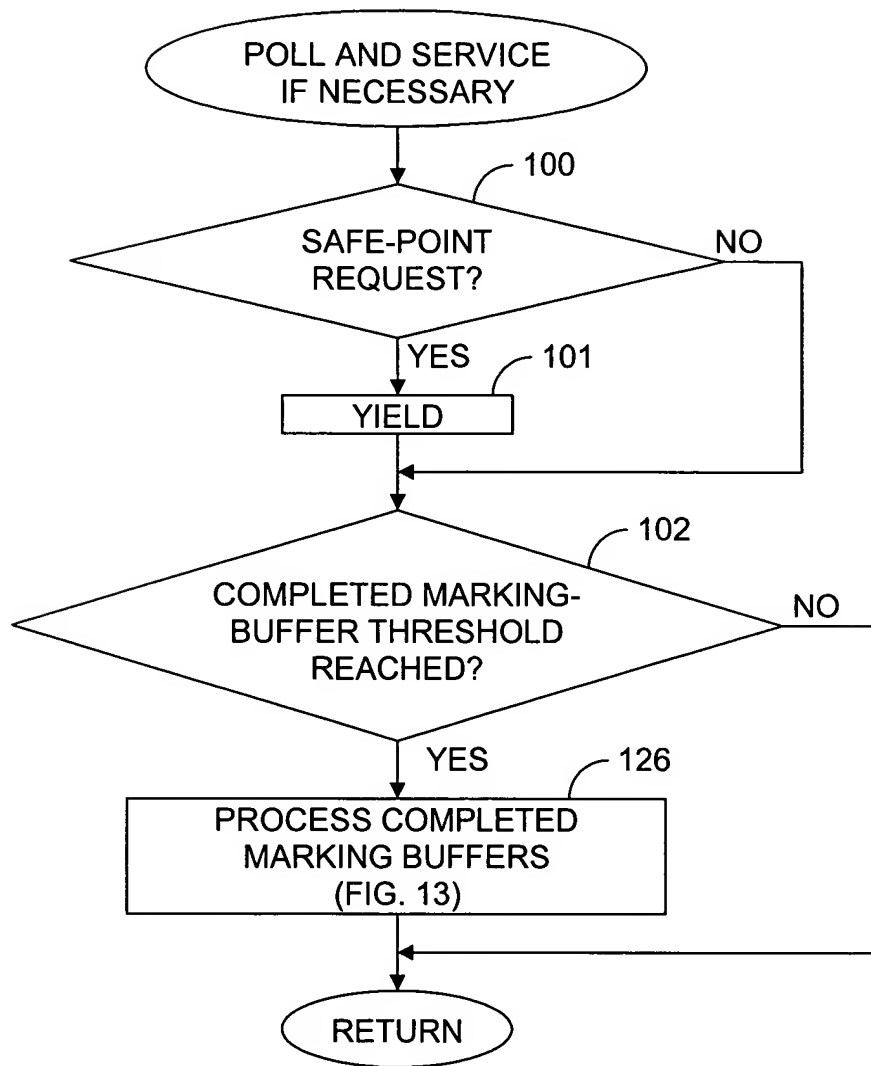 POLL AND SERVICE
IF NECESSARY
100
SAFE-POINT
REQUEST?
NO
YES
101
YIELD
102
COMPLETED MARKING-
BUFFER THRESHOLD
REACHED?
NO
YES
126
PROCESS COMPLETED
MARKING BUFFERS
(FIG. 13)
RETURN